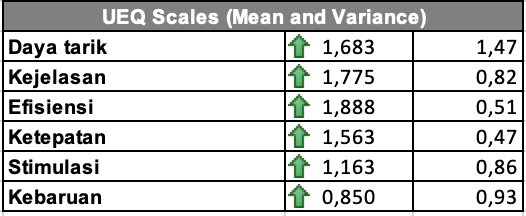 UEQ Scales (Mean and Variance)
Daya tarik 1,683 1,47
Kejelasan 1,775 0,82
Efisiensi 1,888 0,51
Ketepatan 1,563 0,47
Stimulasi 1,163 0,86
Kebaruan 0,850 0,93